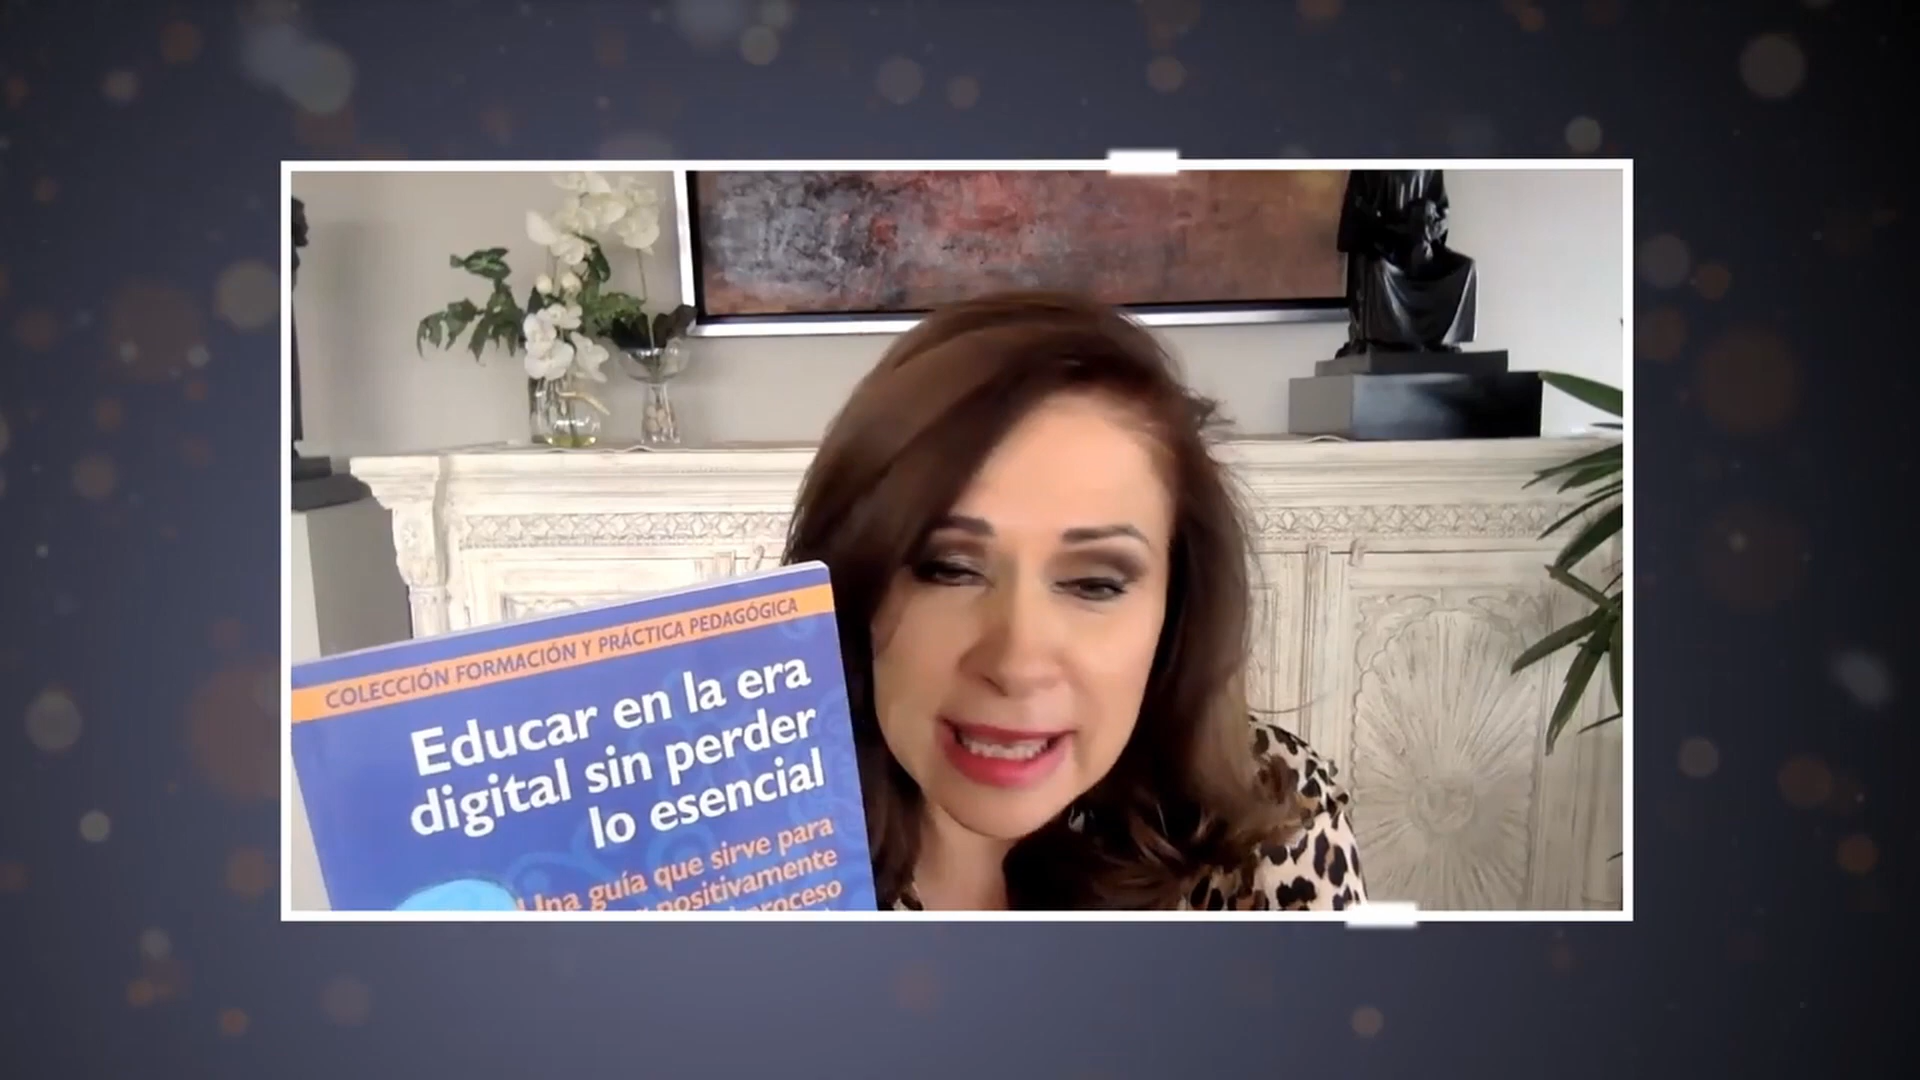 COLECCIÓN FORMACIÓN Y PRÁCTICA PEDAGÓGICA
Educar en la era
digital sin perder
lo esencial
Una guía que sirve para
positivamente
proceso